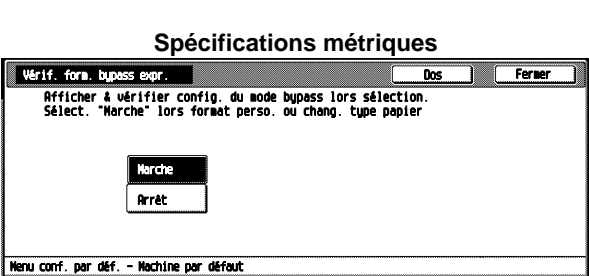 Spécifications métriques
Vérif. form. bypass expr.
Dos
Fermer
Afficher & vérifier config. du mode bypass lors sélection.
Sélect. "Marche" lors format perso. ou chang. type papier
Marche
Arrêt
Menu conf. par déf. - Machine par défaut